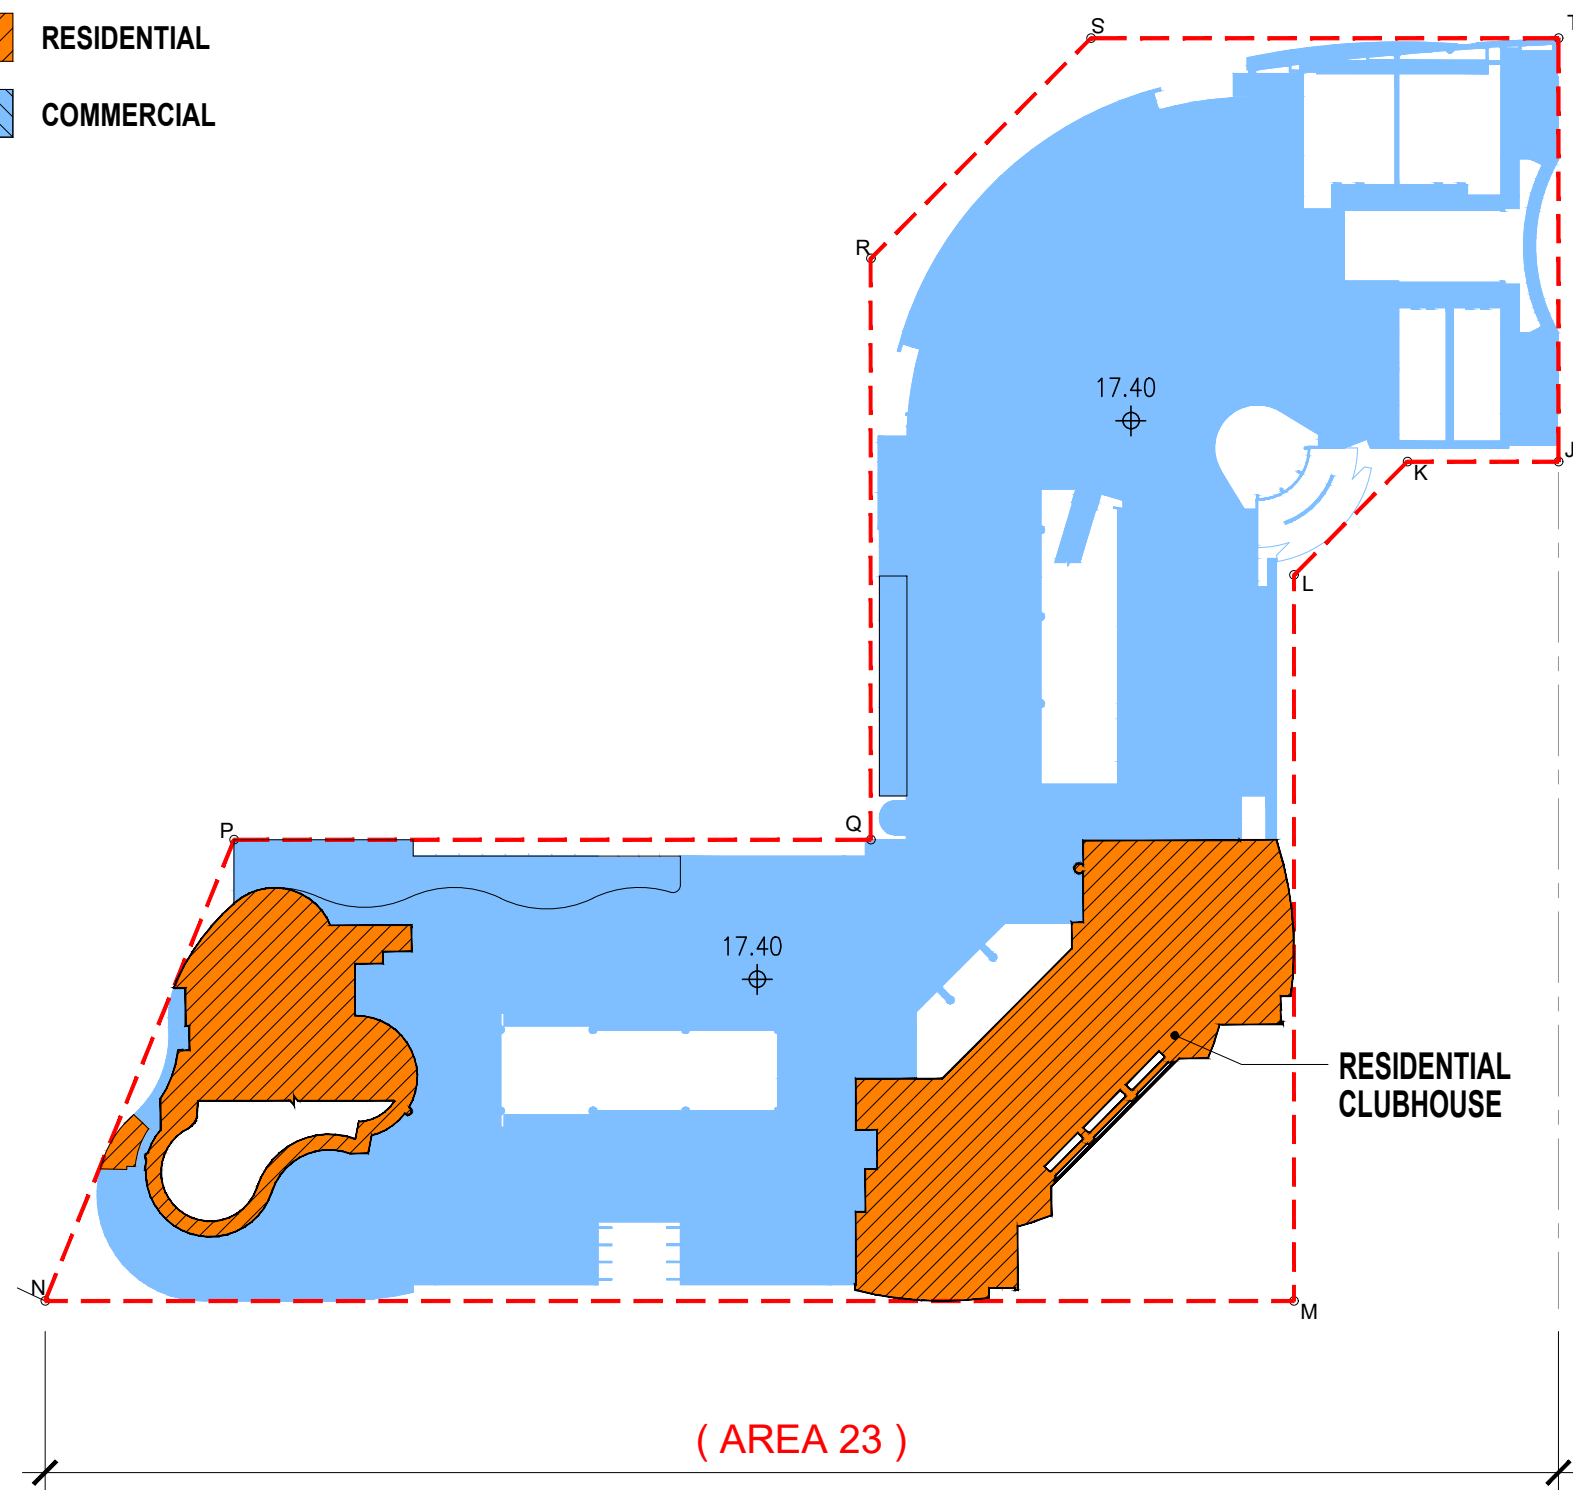 RESIDENTIAL
COMMERCIAL
S
T
R
17.40
J
K
L
P
Q
17.40
RESIDENTIAL
CLUBHOUSE
N
M
( AREA 23 )